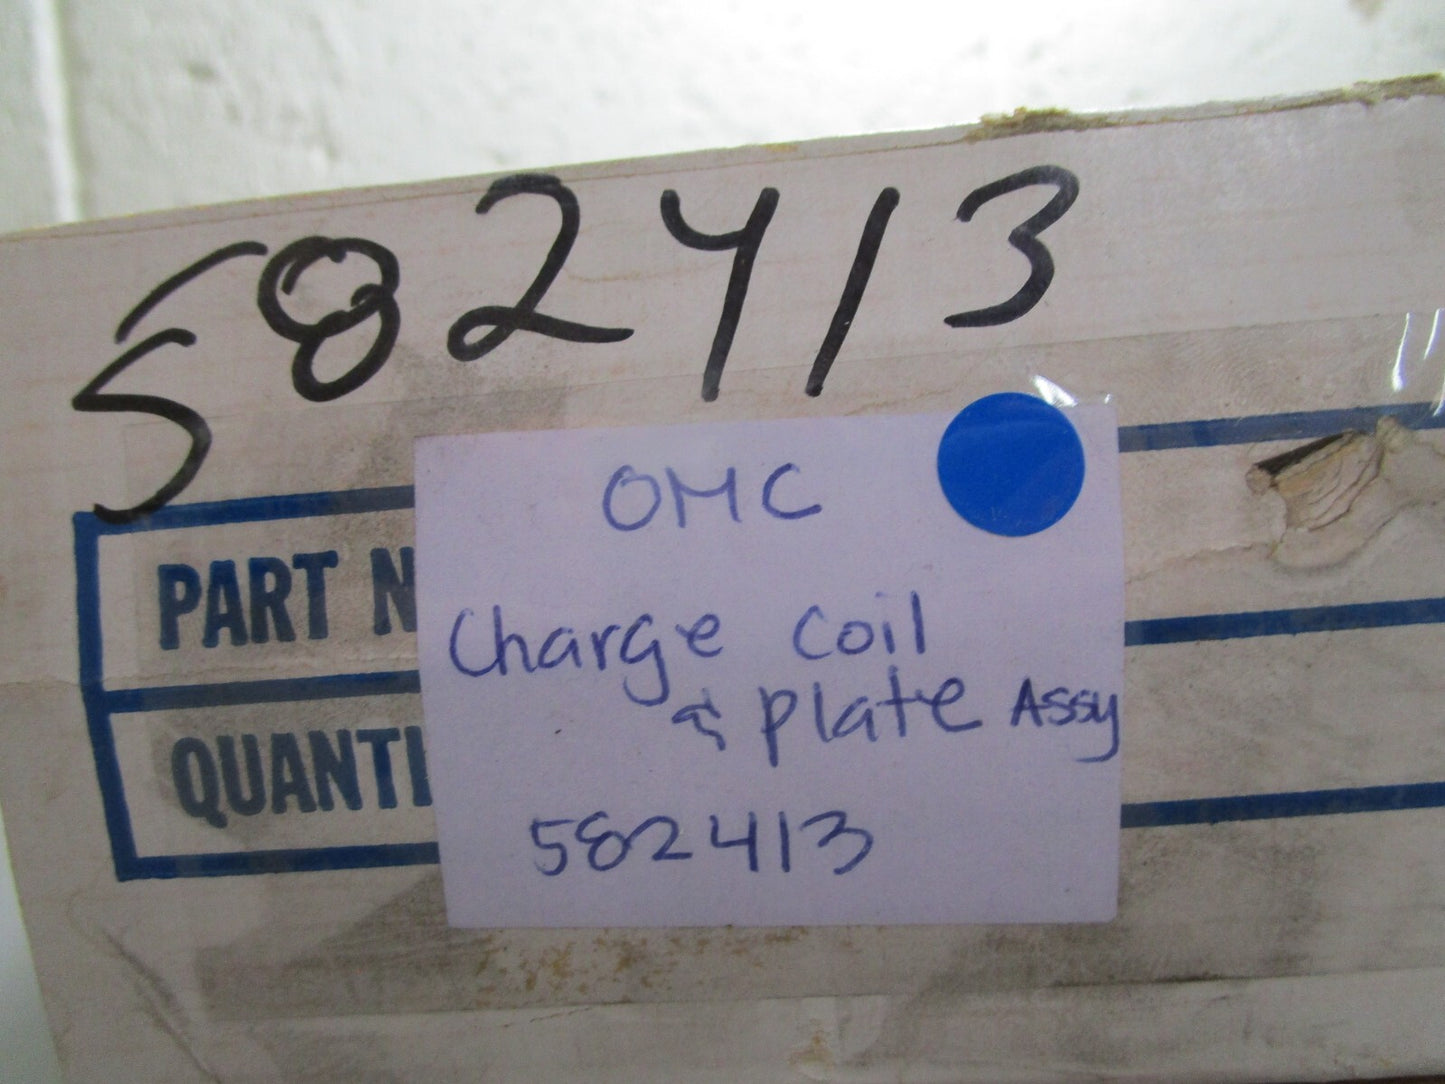 582413
OMC
PART N
Charge Coil
& Plate Assy
QUANTI
582413